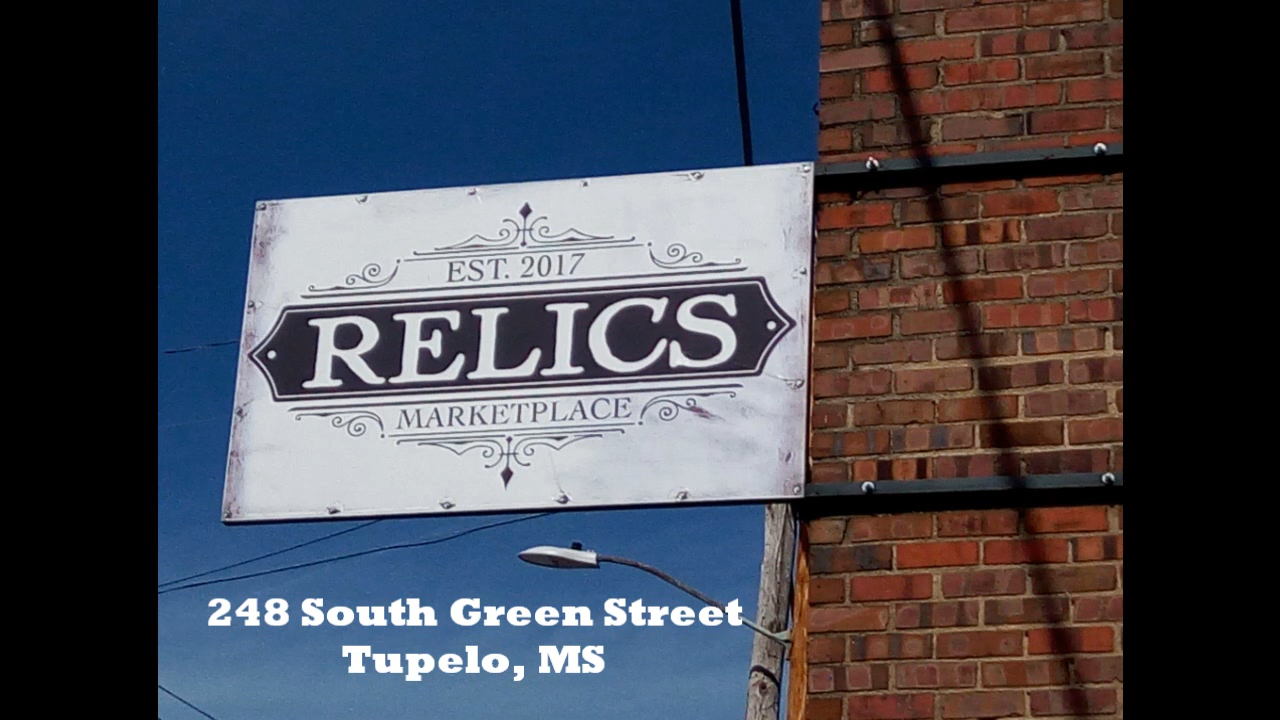 EST. 2017
RELICS
MARKETPLACE
248 South Green Street
Tupelo, MS